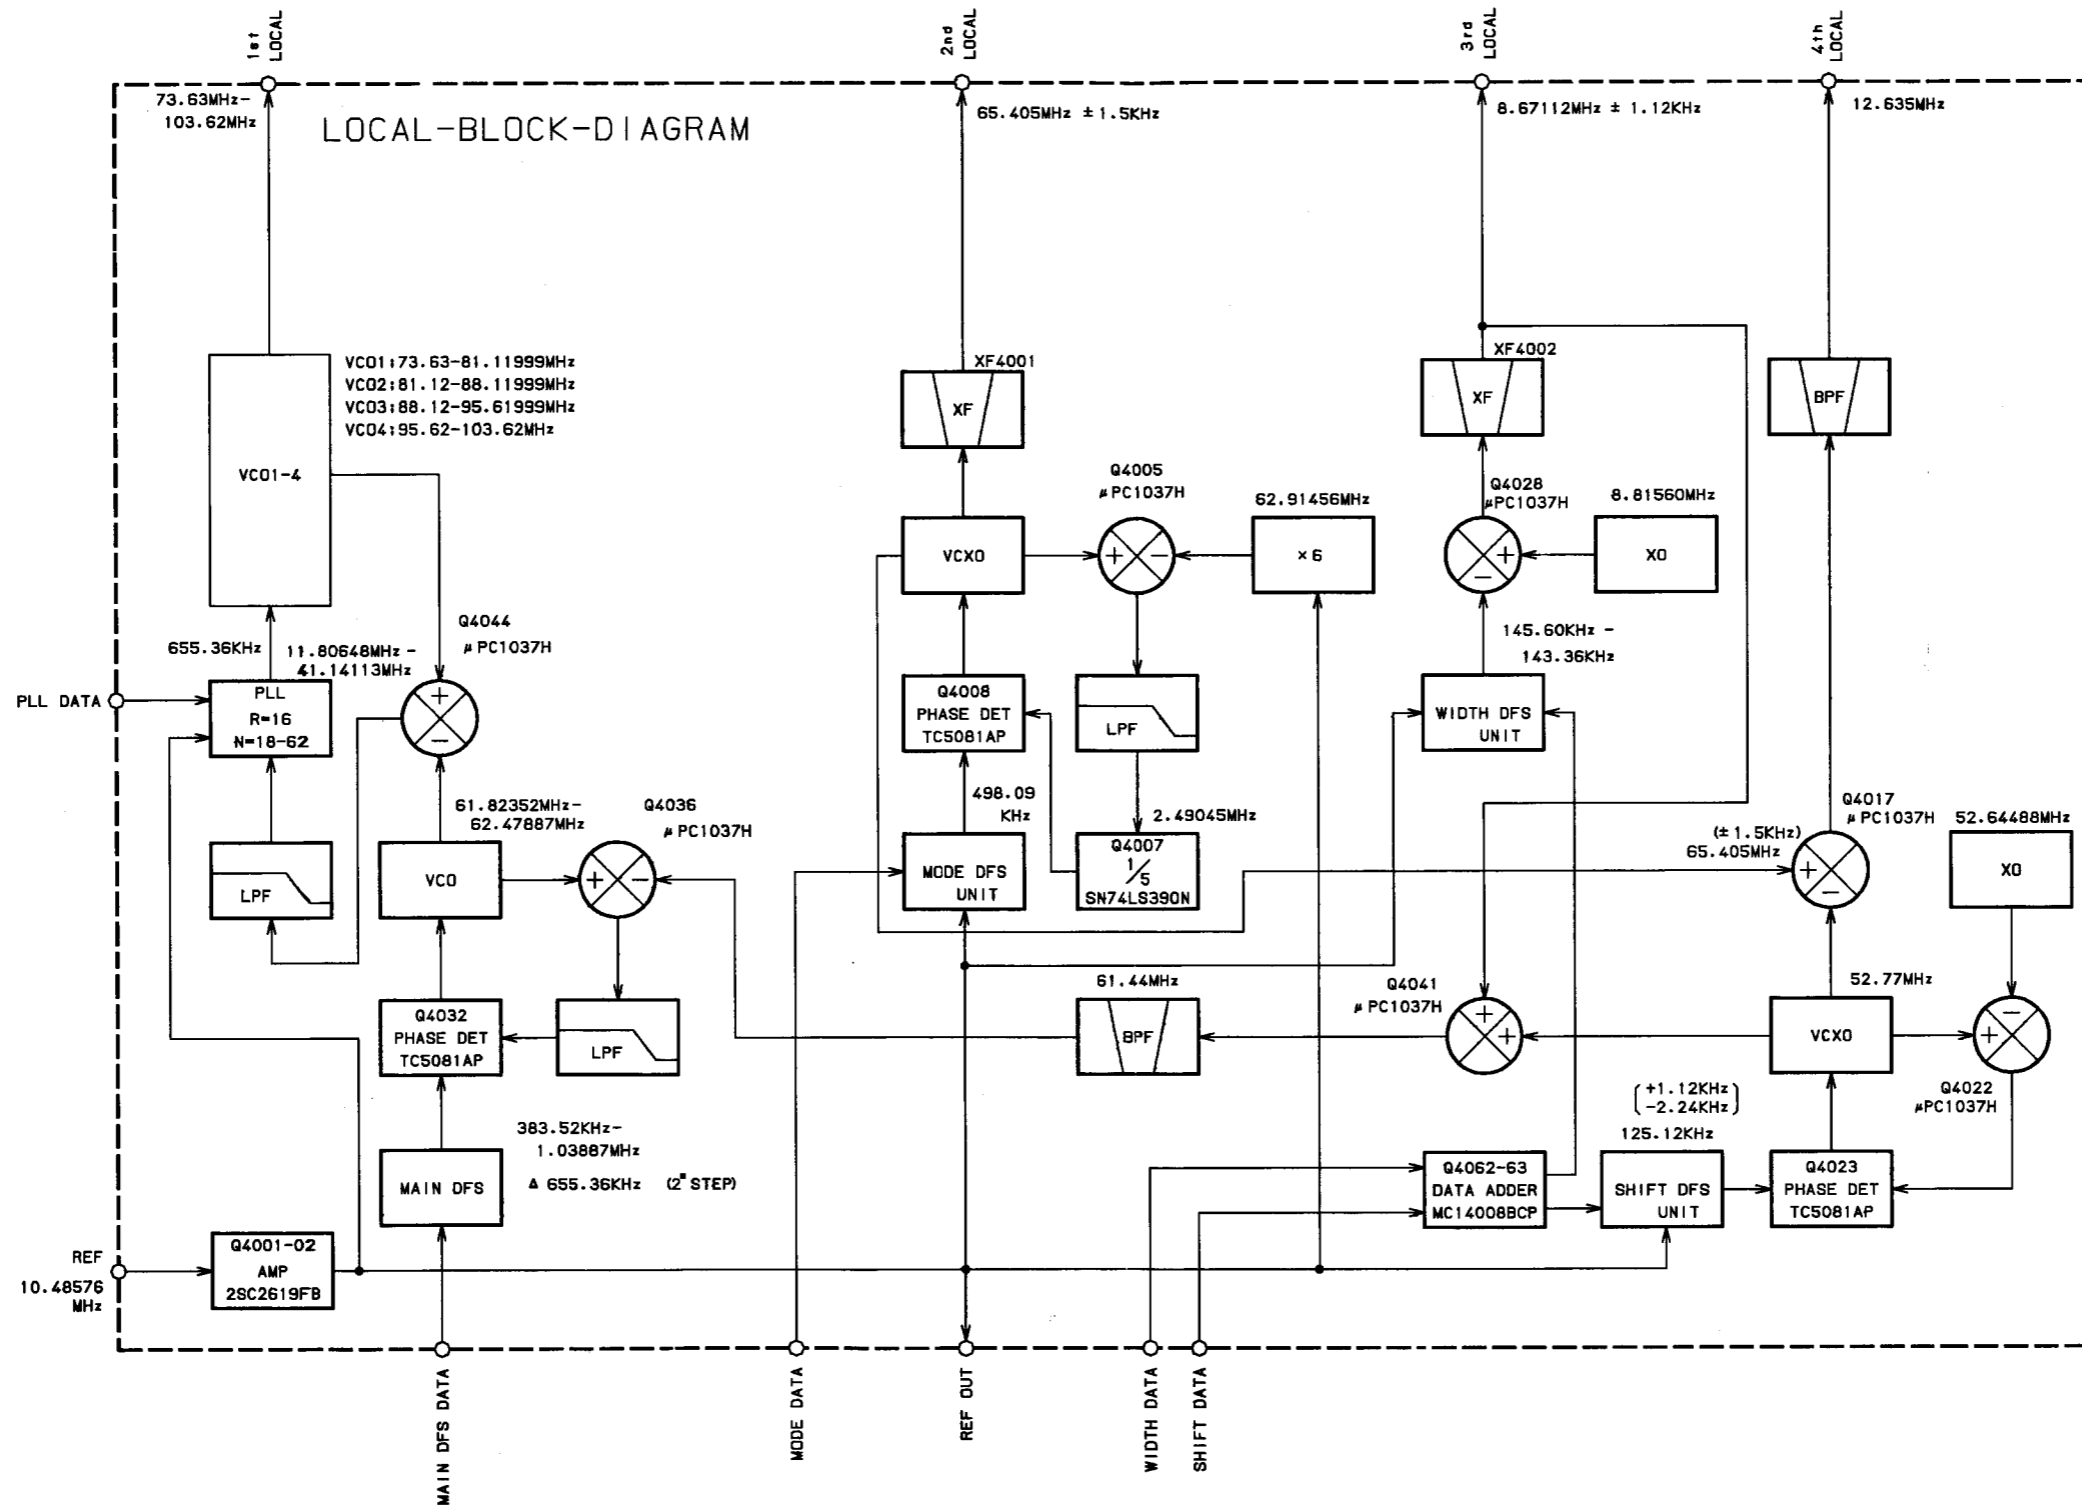 1st
LOCAL
2nd
LOCAL
3rd
LOCAL
4th
LOCAL
73.63MHz-
103.62MHz
65.405MHz ±1.5KHz
8.67112MHz ± 1.12KHz
12.635MHz
LOCAL-BLOCK-DIAGRAM
VCO1:73.63-81.11999MHz
VCO2:81.12-88.11999MHz
VCO3:88.12-95.61999MHz
VCO4:95.62-103.62MHz
VCO1-4
XF4001
XF
XF4002
XF
BPF
Q4005
μPC1037H
62.91456MHz
Q4028
μPC1037H
8.81560MHz
VCXO
+
-
×6
+
-
XO
655.36KHz
11.80648MHz-
41.14113MHz
Q4044
μPC1037H
145.60KHz -
143.36KHz
PLL DATA
PLL
R=16
N=18-62
+
-
Q4008
PHASE DET
TC5081AP
LPF
WIDTH DFS
UNIT
61.82352MHz-
62.47887MHz
Q4036
μPC1037H
498.09
KHz
2.49045MHz
Q4017
μPC1037H
52.64488MHz
(±1.5KHz)
65.405MHz
LPF
VCO
+
-
MODE DFS
UNIT
Q4007
1/5
SN74LS390N
+
-
XO
Q4032
PHASE DET
TC5081AP
LPF
61.44MHz
BPF
Q4041
μPC1037H
+
+
52.77MHz
VCXO
-
+
Q4022
μPC1037H
(+1.12KHz)
(-2.24KHz)
125.12KHz
383.52KHz-
1.03887MHz
Δ 655.36KHz (2" STEP)
MAIN DFS
Q4062-63
DATA ADDER
MC14008BCP
SHIFT DFS
UNIT
Q4023
PHASE DET
TC5081AP
REF
10.48576
MHz
Q4001-02
AMP
2SC2619FB
MAIN DFS DATA
MODE DATA
REF OUT
WIDTH DATA
SHIFT DATA